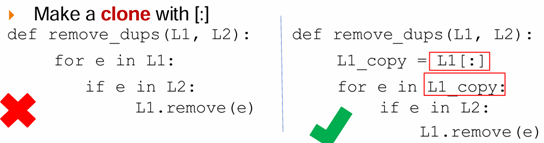 Make a clone with [:]
def remove_dups(L1, L2):
for e in L1:
if e in L2:
L1.remove(e)
def remove_dups(L1, L2):
L1_copy = L1[:]
for e in L1_copy:
if e in L2:
L1.remove(e)